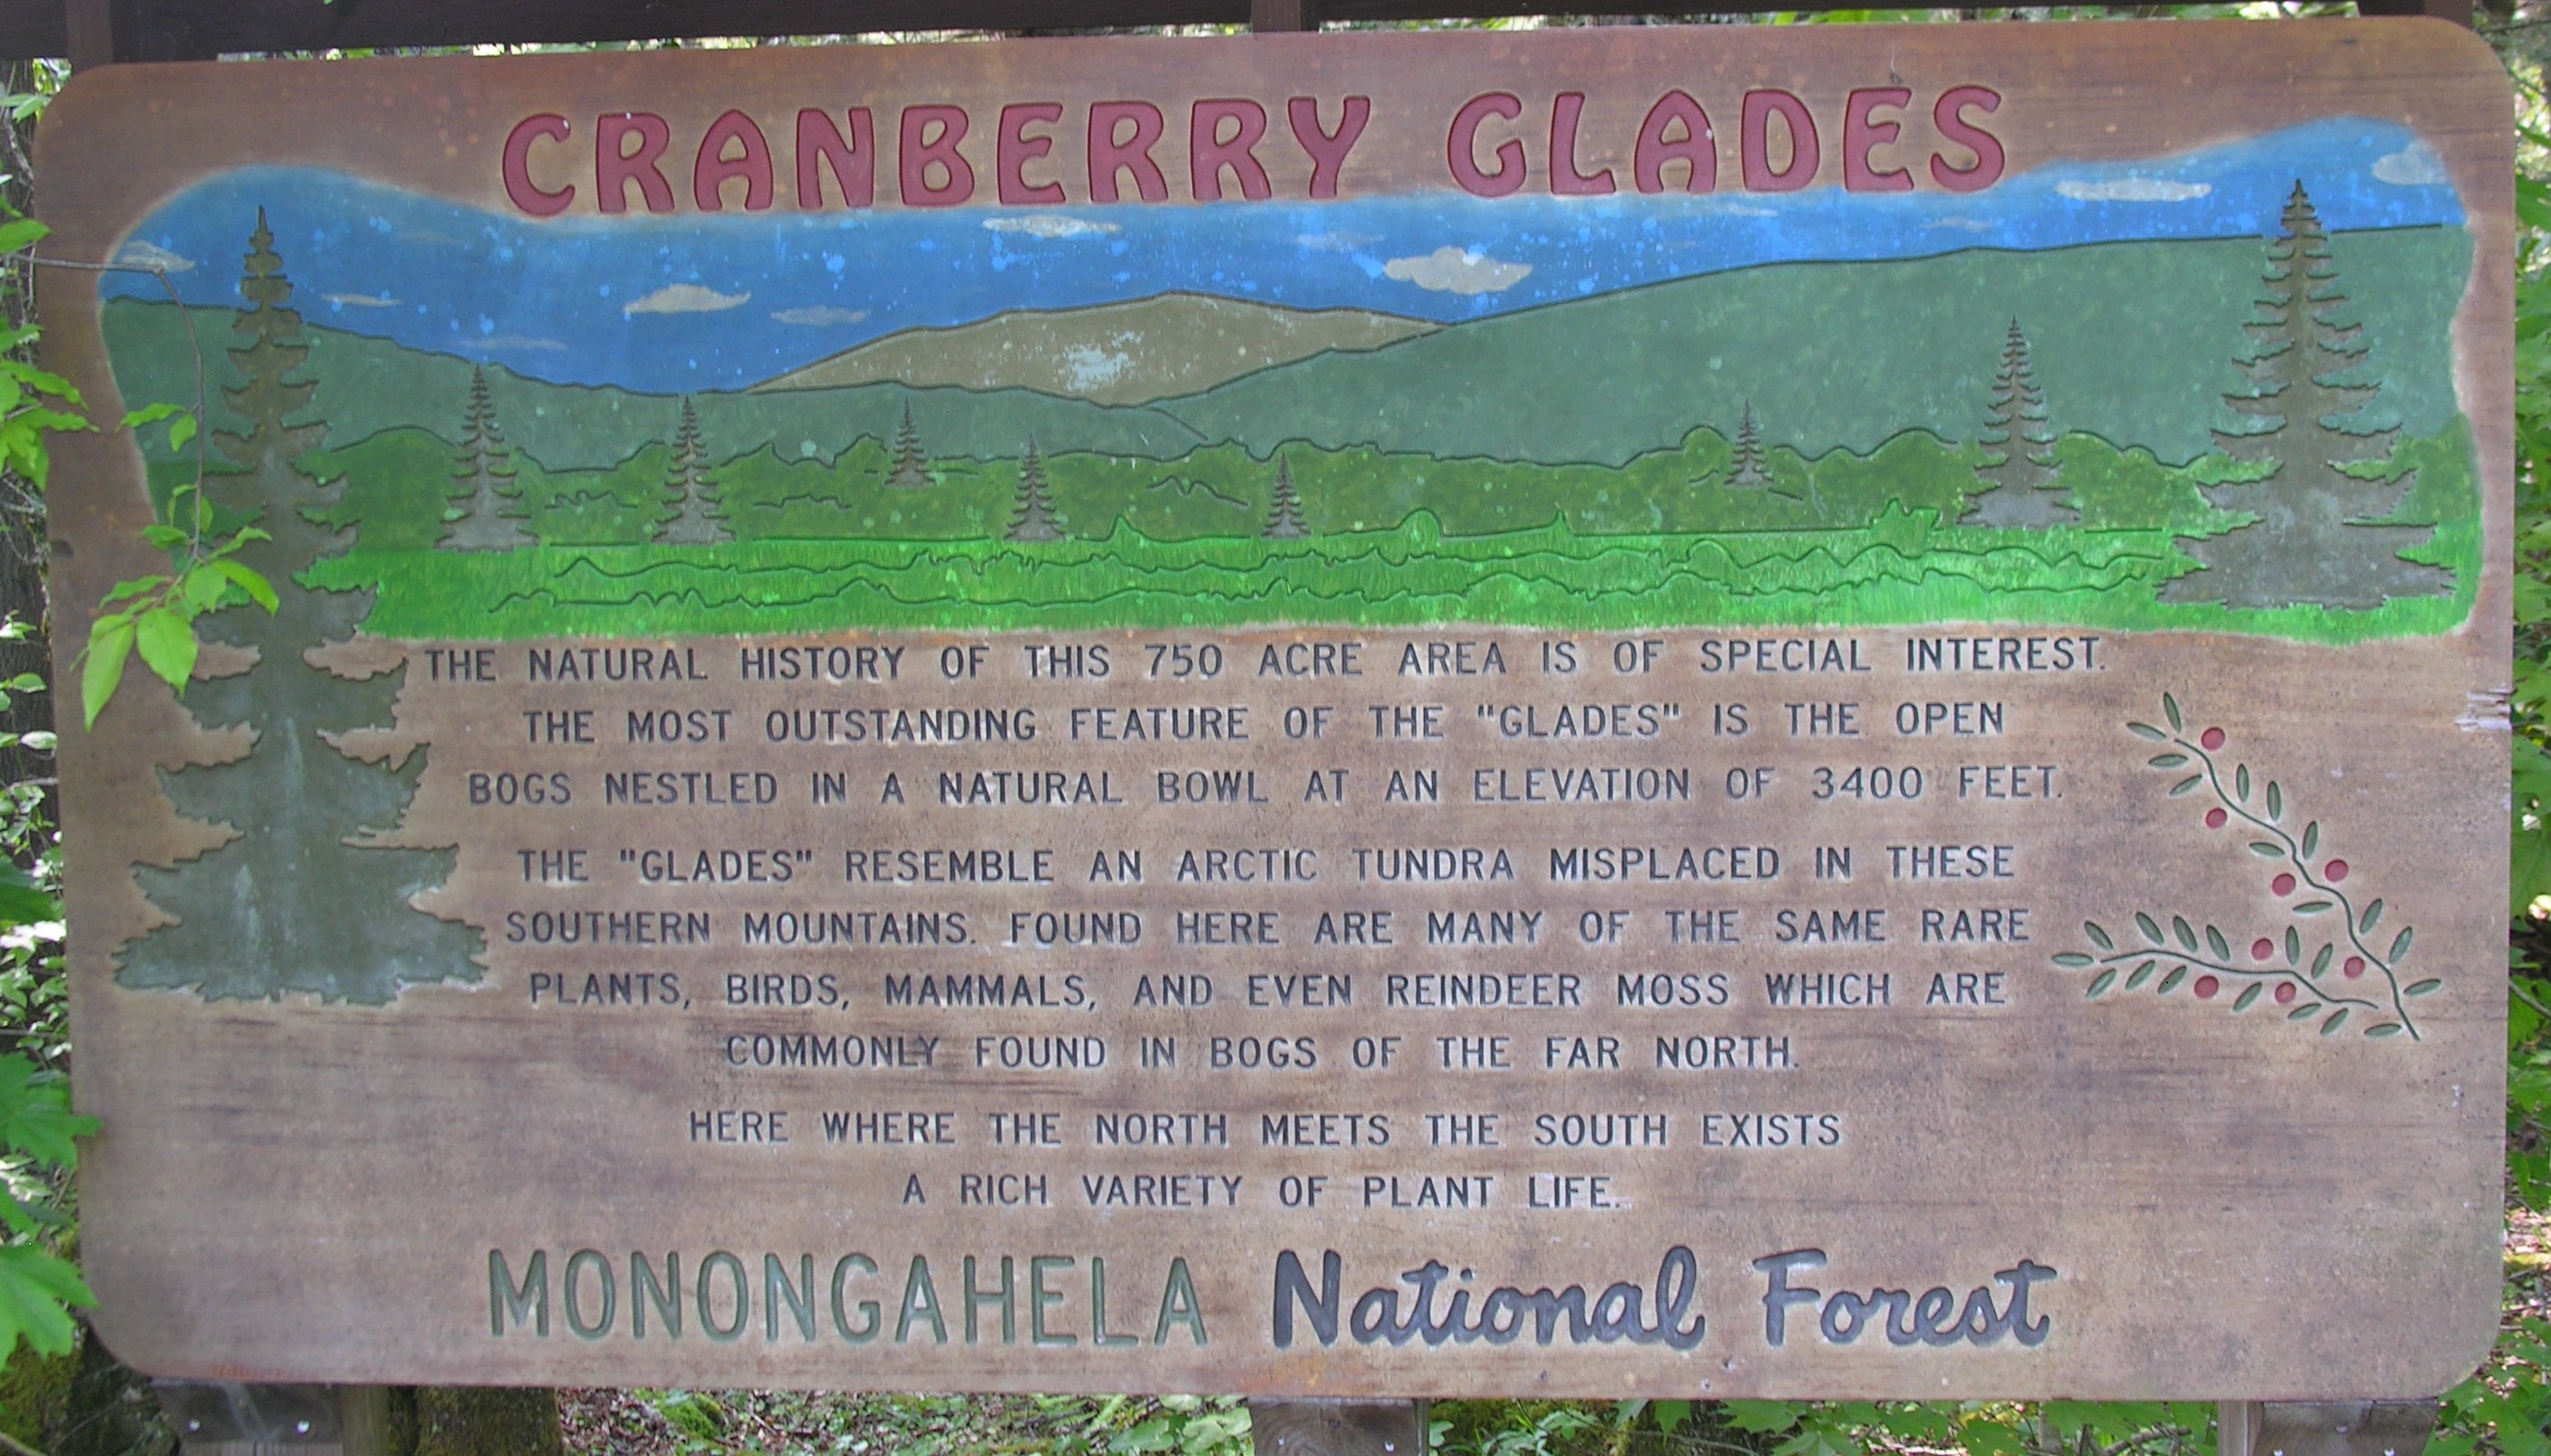 CRANBERRY GLADES
THE NATURAL HISTORY OF THIS 750 ACRE AREA IS OF SPECIAL INTEREST.
THE MOST OUTSTANDING FEATURE OF THE "GLADES" IS THE OPEN
BOGS NESTLED IN A NATURAL BOWL AT AN ELEVATION OF 3400 FEET.
THE "GLADES" RESEMBLE AN ARCTIC TUNDRA MISPLACED IN THESE
SOUTHERN MOUNTAINS. FOUND HERE ARE MANY OF THE SAME RARE
PLANTS, BIRDS, MAMMALS, AND EVEN REINDEER MOSS WHICH ARE
COMMONLY FOUND IN BOGS OF THE FAR NORTH.
HERE WHERE THE NORTH MEETS THE SOUTH EXISTS
A RICH VARIETY OF PLANT LIFE.
MONONGAHELA National Forest